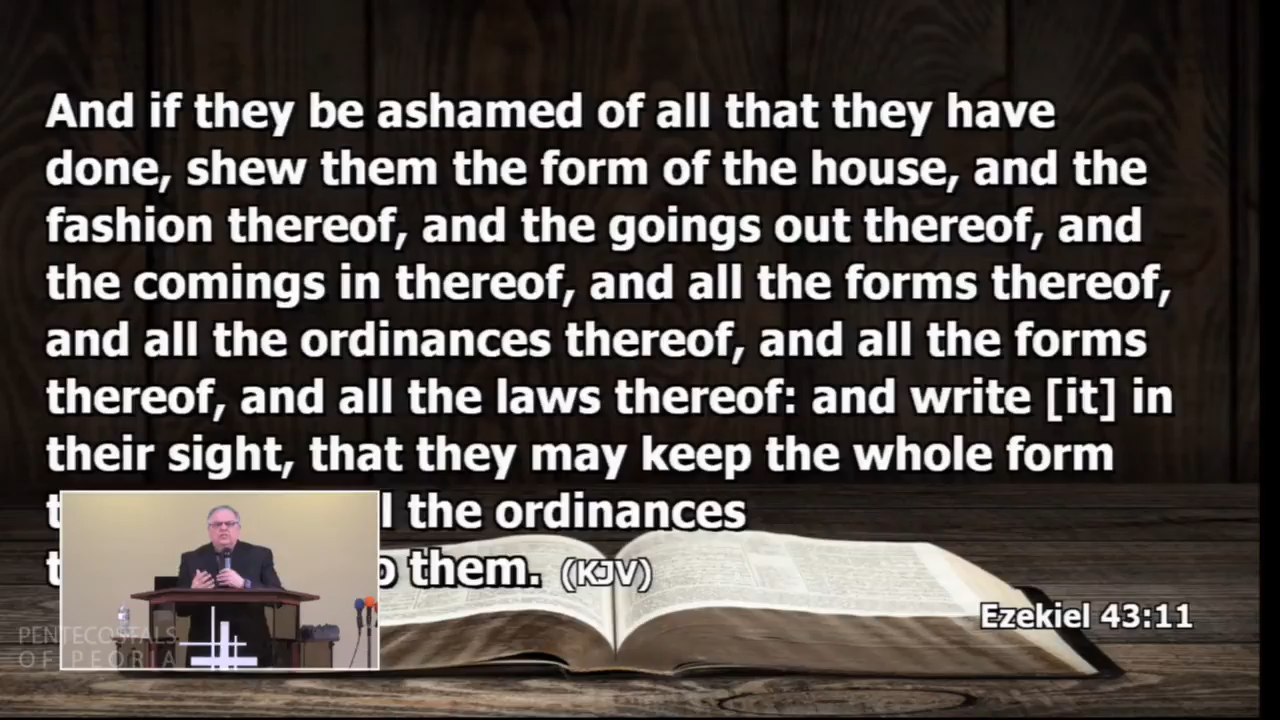 And if they be ashamed of all that they have
done, shew them the form of the house, and the
fashion thereof, and the goings out thereof, and
the comings in thereof, and all the forms thereof,
and all the ordinances thereof, and all the forms
thereof, and all the laws thereof: and write [it] in
their sight, that they may keep the whole form
the ordinances
them. (KJV)
Ezekiel 43:11
PENTECOSTALS
OF PEORIA